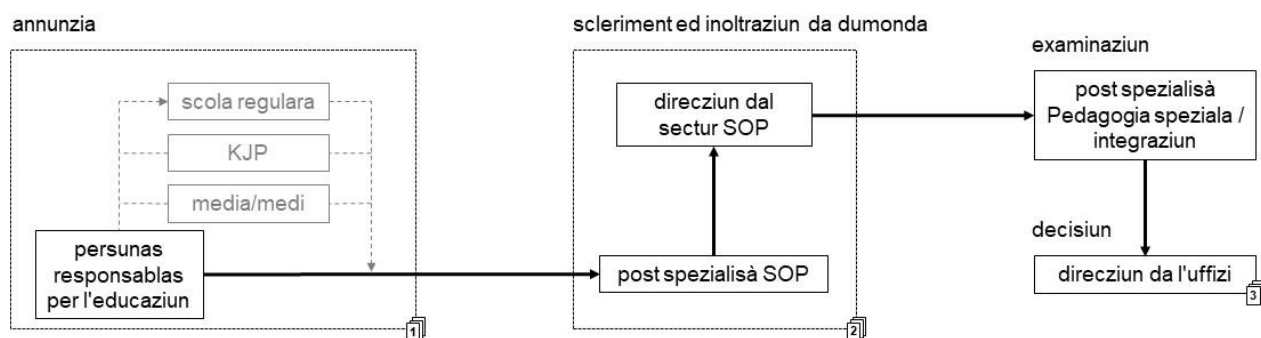 annunzia
scola regulara
KJP
media/medi
persunas
responsablas
per l'educaziun
1
scleriment ed inoltraziun da dumonda
direcziun dal
sectur SOP
post spezialisà SOP
2
examinaziun
post spezialisà
Pedagogia speziala /
integraziun
decisiun
direcziun da l'uffizi
3